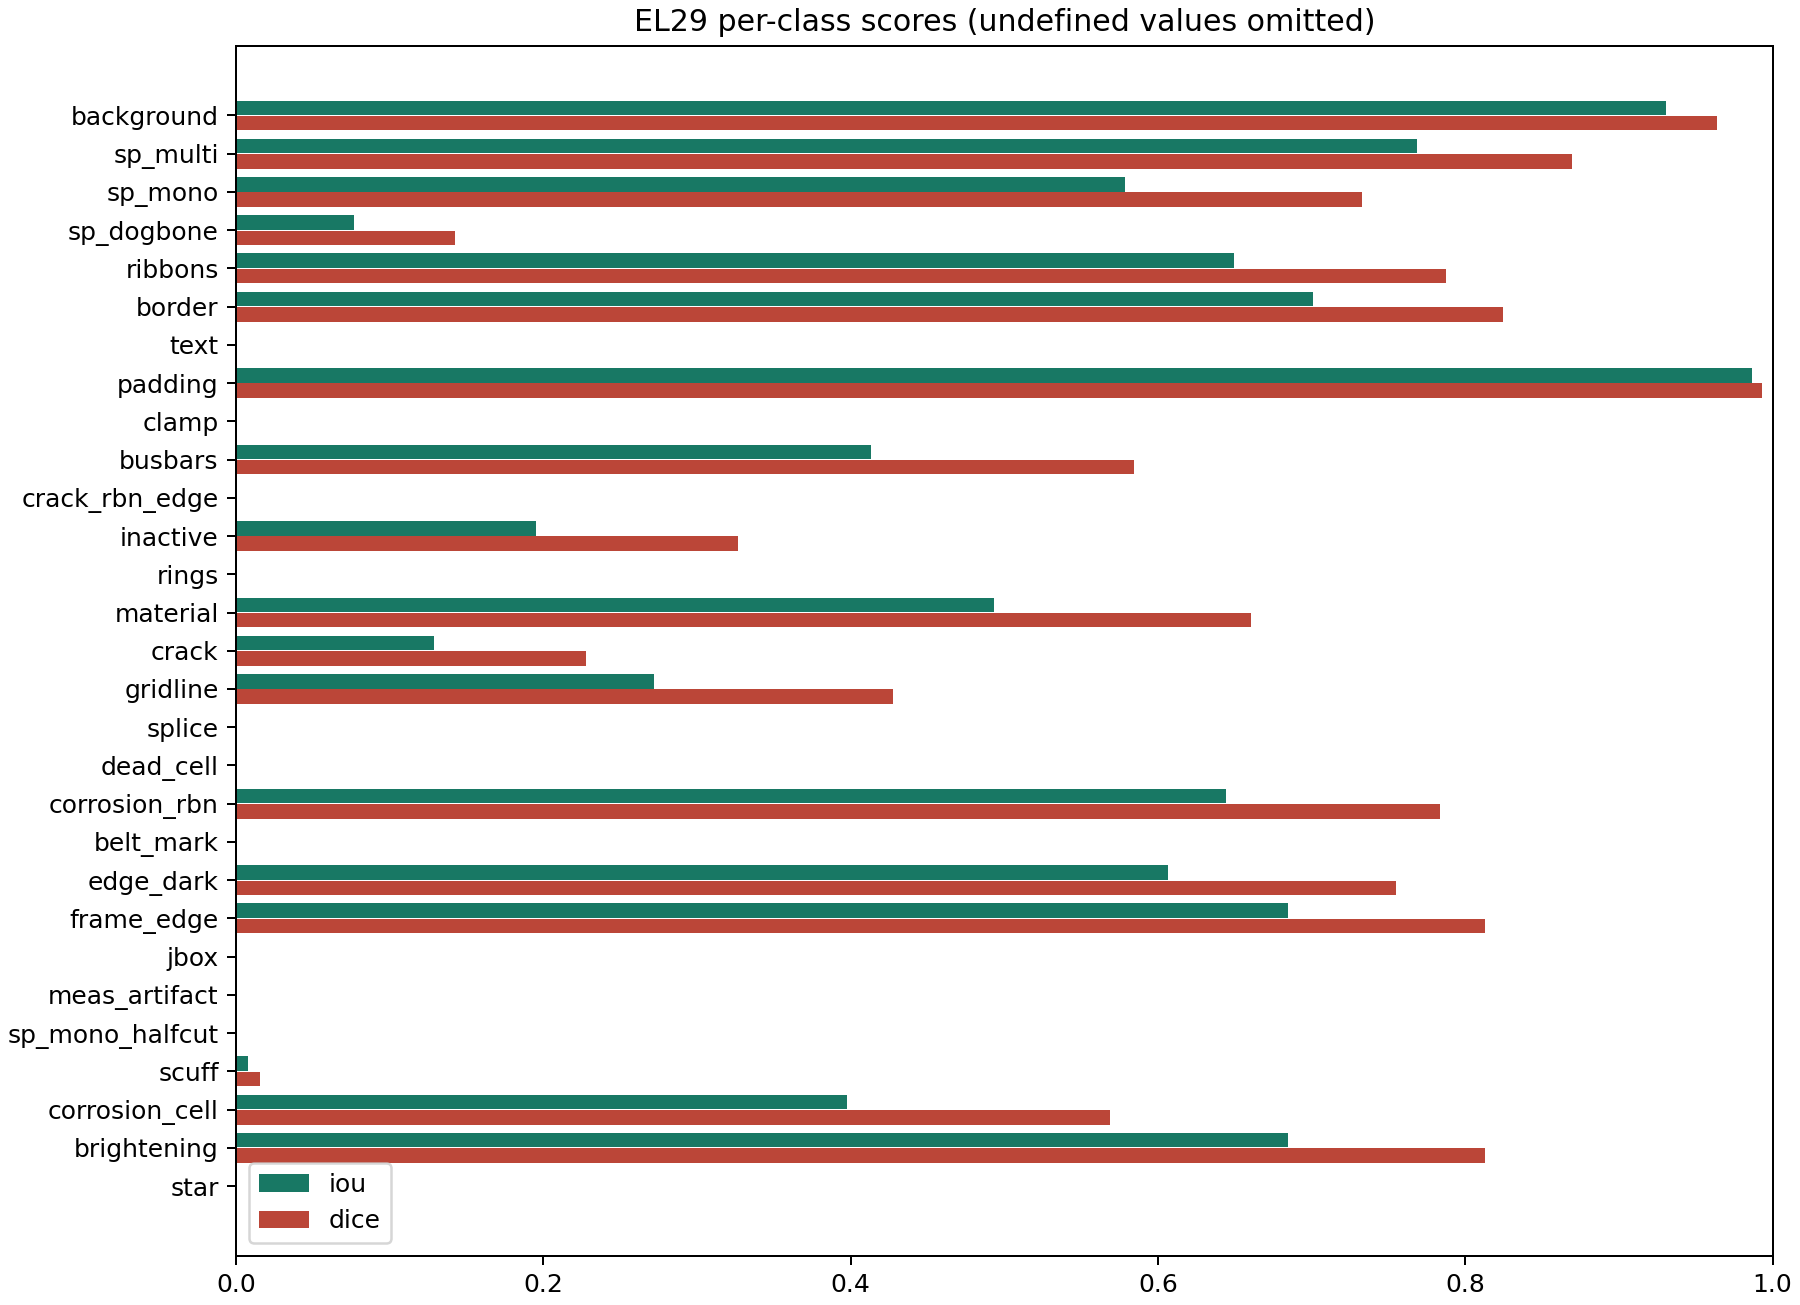 EL29 per-class scores (undefined values omitted)
background
sp_multi
sp_mono
sp_dogbone
ribbons
border
text
padding
clamp
busbars
crack_rbn_edge
inactive
rings
material
crack
gridline
splice
dead_cell
corrosion_rbn
belt_mark
edge_dark
frame_edge
jbox
meas_artifact
sp_mono_halfcut
scuff
corrosion_cell
brightening
star
iou
dice
0.0 0.2 0.4 0.6 0.8 1.0